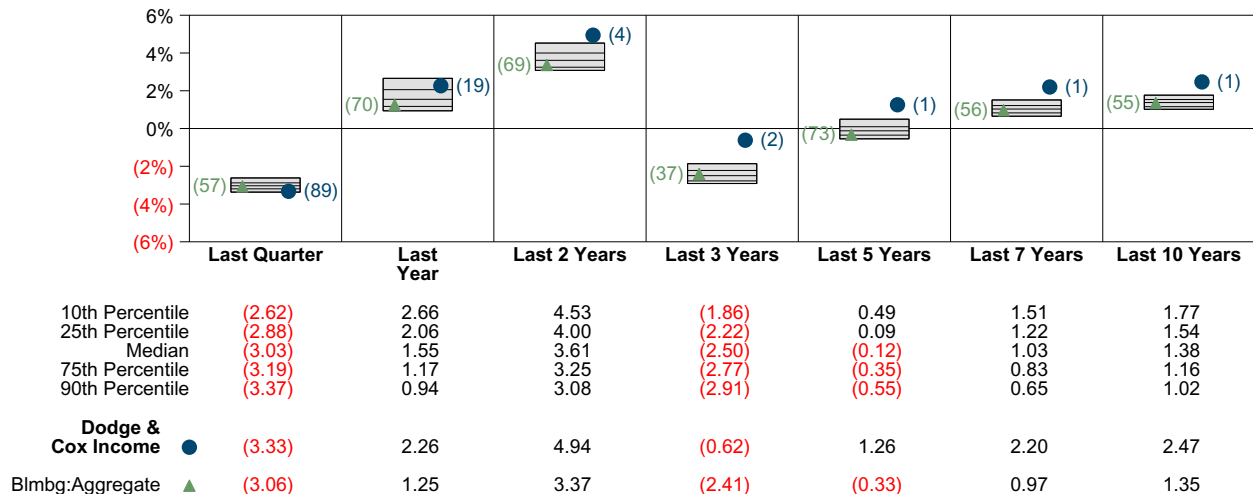 6%
4%
2%
0%
(2%)
(4%)
(6%)
(57) (89)
(70) (19)
(69) (4)
(37) (2)
(73) (1)
(56) (1)
(55) (1)
Last Quarter Last Year Last 2 Years Last 3 Years Last 5 Years Last 7 Years Last 10 Years
10th Percentile (2.62) 2.66 4.53 (1.86) 0.49 1.51 1.77
25th Percentile (2.88) 2.06 4.00 (2.22) 0.09 1.22 1.54
Median (3.03) 1.55 3.61 (2.50) (0.12) 1.03 1.38
75th Percentile (3.19) 1.17 3.25 (2.77) (0.35) 0.83 1.16
90th Percentile (3.37) 0.94 3.08 (2.91) (0.55) 0.65 1.02
Dodge &
Cox Income (3.33) 2.26 4.94 (0.62) 1.26 2.20 2.47
Blmbg:Aggregate (3.06) 1.25 3.37 (2.41) (0.33) 0.97 1.35